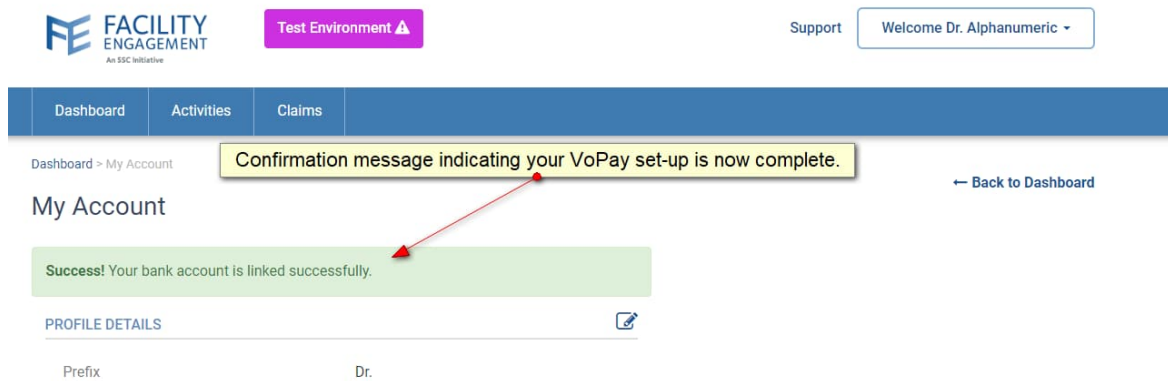 FACILITY
ENGAGEMENT
An SSC Initiative
Test Environment
Support
Welcome Dr. Alphanumeric
Dashboard
Activities
Claims
Dashboard > My Account
Confirmation message indicating your VoPay set-up is now complete.
← Back to Dashboard
My Account
Success! Your bank account is linked successfully.
PROFILE DETAILS
Prefix
Dr.